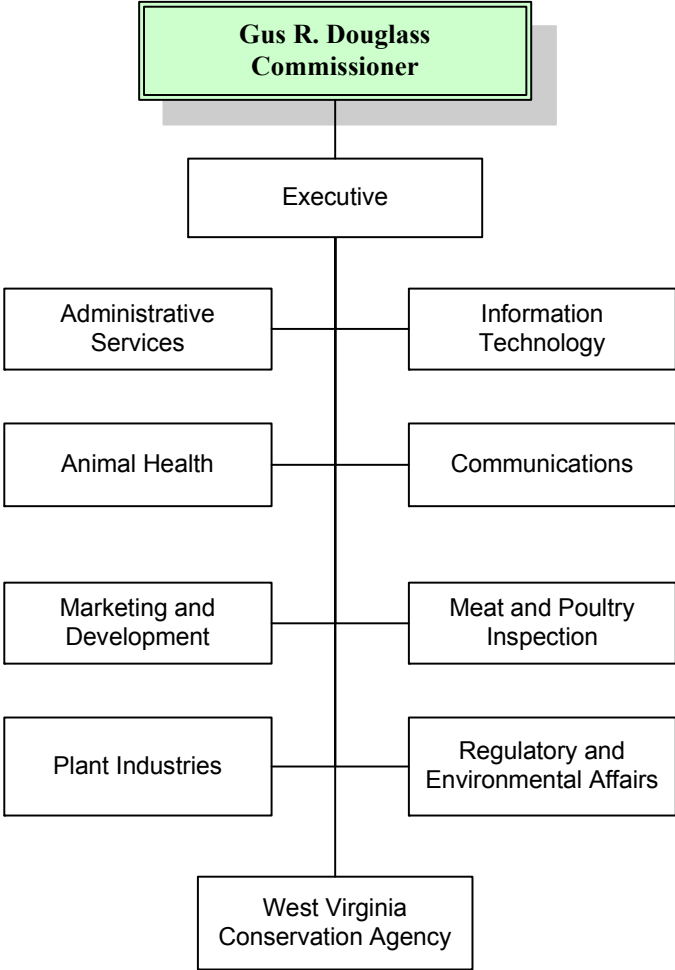 Gus R. Douglass
Commissioner
Executive
Administrative
Services
Information
Technology
Animal Health
Communications
Marketing and
Development
Meat and Poultry
Inspection
Plant Industries
Regulatory and
Environmental Affairs
West Virginia
Conservation Agency